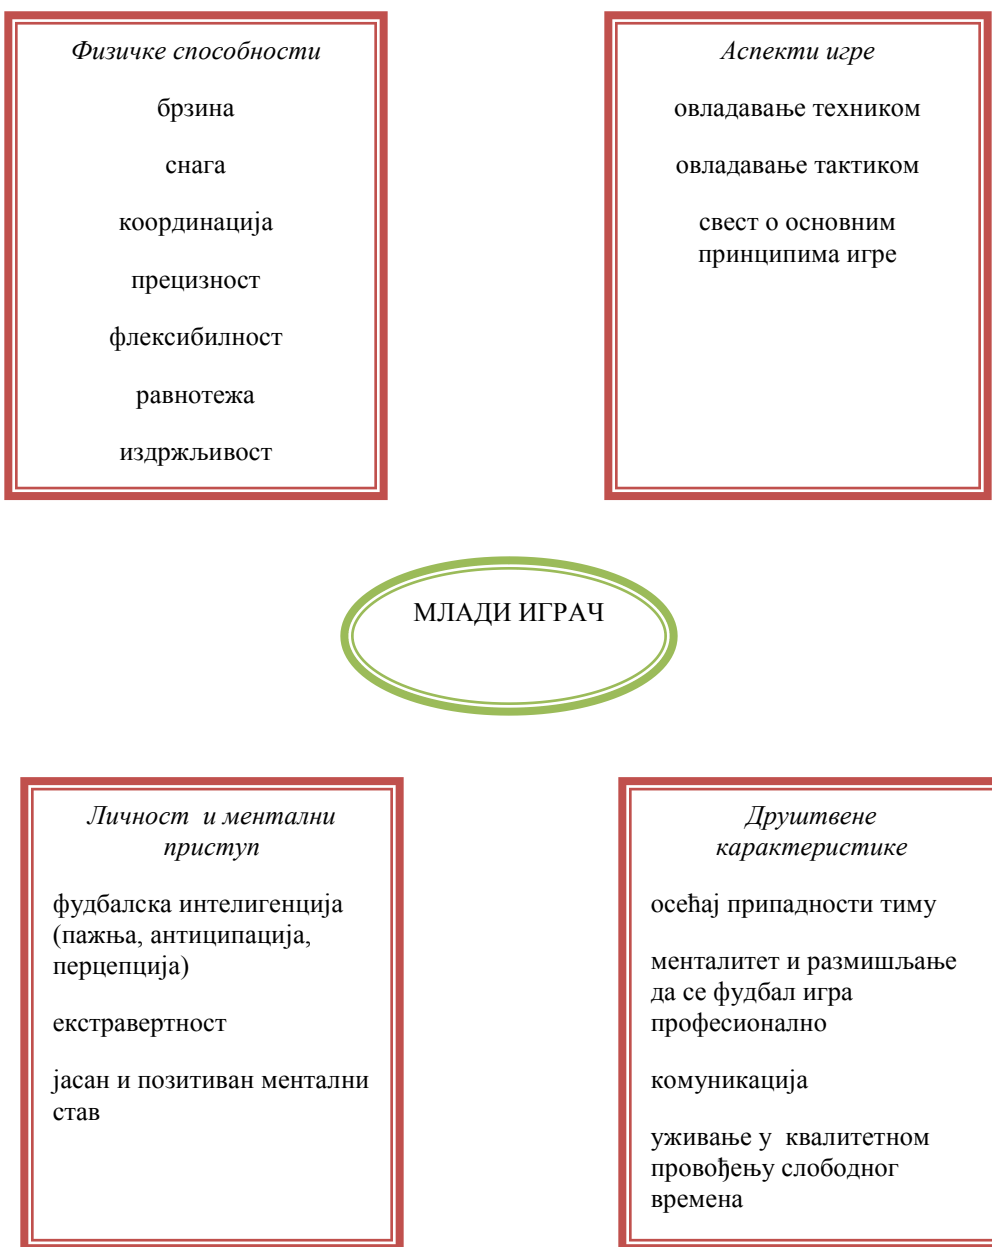 Физичке способности
брзина
снага
координација
прецизност
флексибилност
равнотежа
издржљивост
Аспекти игре
овладавање техником
овладавање тактиком
свест о основним
принципима игре
МЛАДИ ИГРАЧ
Личност и ментални
приступ
фудбалска интелигенција
(пажња, антиципација,
перцепција)
екстравертност
јасан и позитиван ментални
став
Друштвене
карактеристике
осећај припадности тиму
менталитет и размишљање
да се фудбал игра
професионално
комуникација
уживање у квалитетном
провођењу слободног
времена